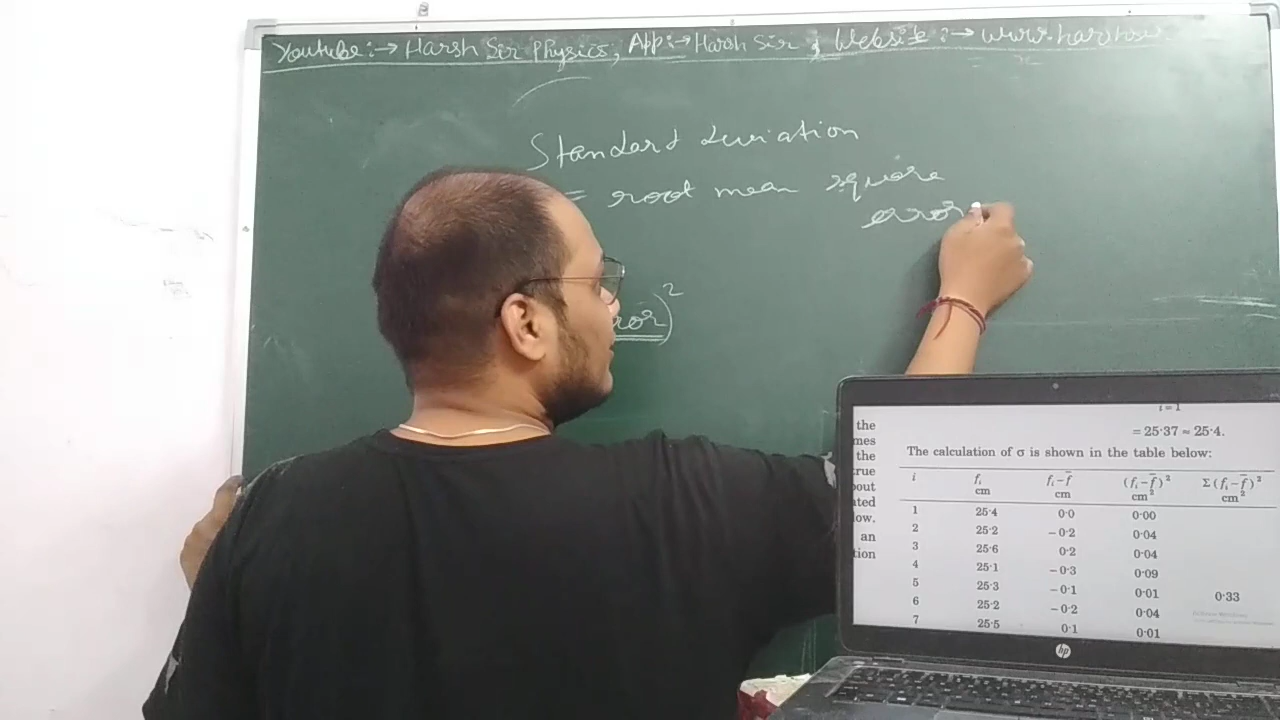 Youtube:→ Harsh Sir Physics, App:→ Harsh Sir, Website:→
Standard deviation
= root mean square
error
ror)²
i=1
= 25·37 ≈ 25·4.
The calculation of σ is shown in the table below:
i fᵢ cm fᵢ–f̄ cm (fᵢ–f̄)² cm² Σ(fᵢ–f̄)² cm²
1 25·4 0·0 0·00
2 25·2 –0·2 0·04
3 25·6 0·2 0·04
4 25·1 –0·3 0·09
5 25·3 –0·1 0·01 0·33
6 25·2 –0·2 0·04
7 25·5 0·1 0·01
the
mes
the
rue
out
ted
ow.
an
tion
hp